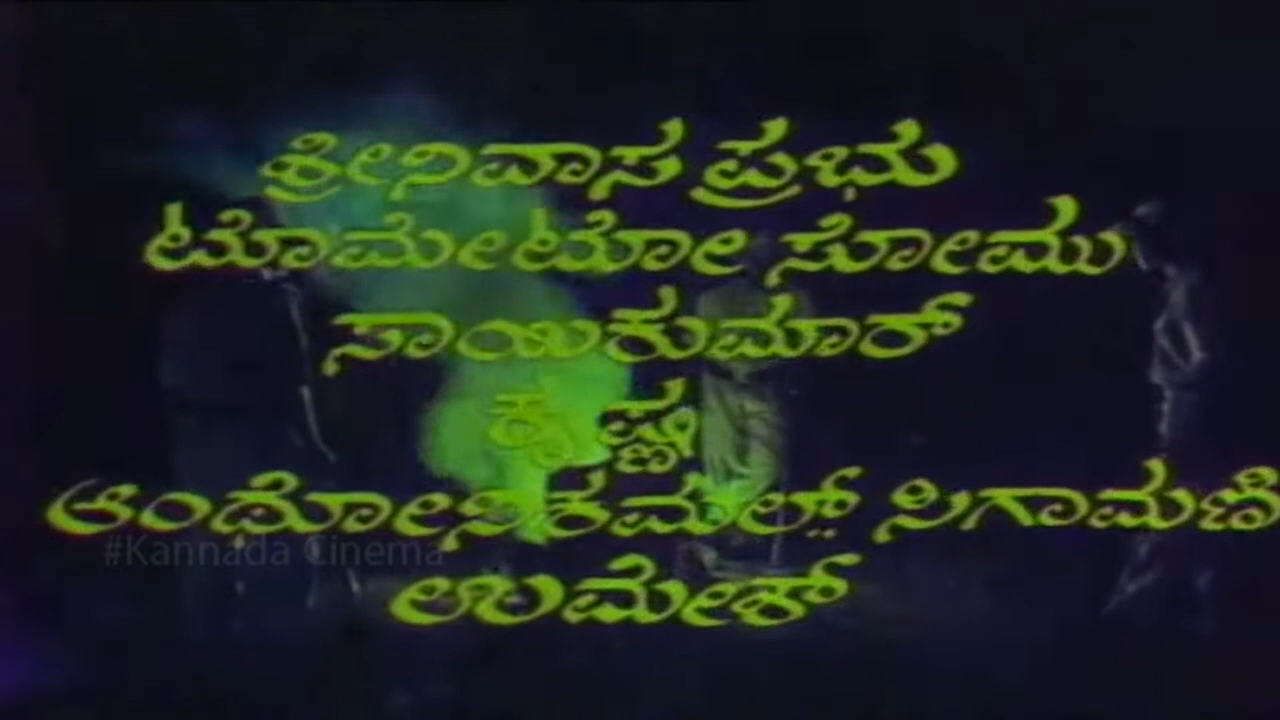 ಶ್ರೀನಿವಾಸ ಪ್ರಭು
ಟೊಮೇಟೋ ಸೋಮು
ಸಾಯಿಕುಮಾರ್
ಕೃಷ್ಣ
ಆಂಥೋನಿಕಮಲ್ ಸಿಗಾಮಣಿ
#Kannada Cinema
ಉಮೇಶ್